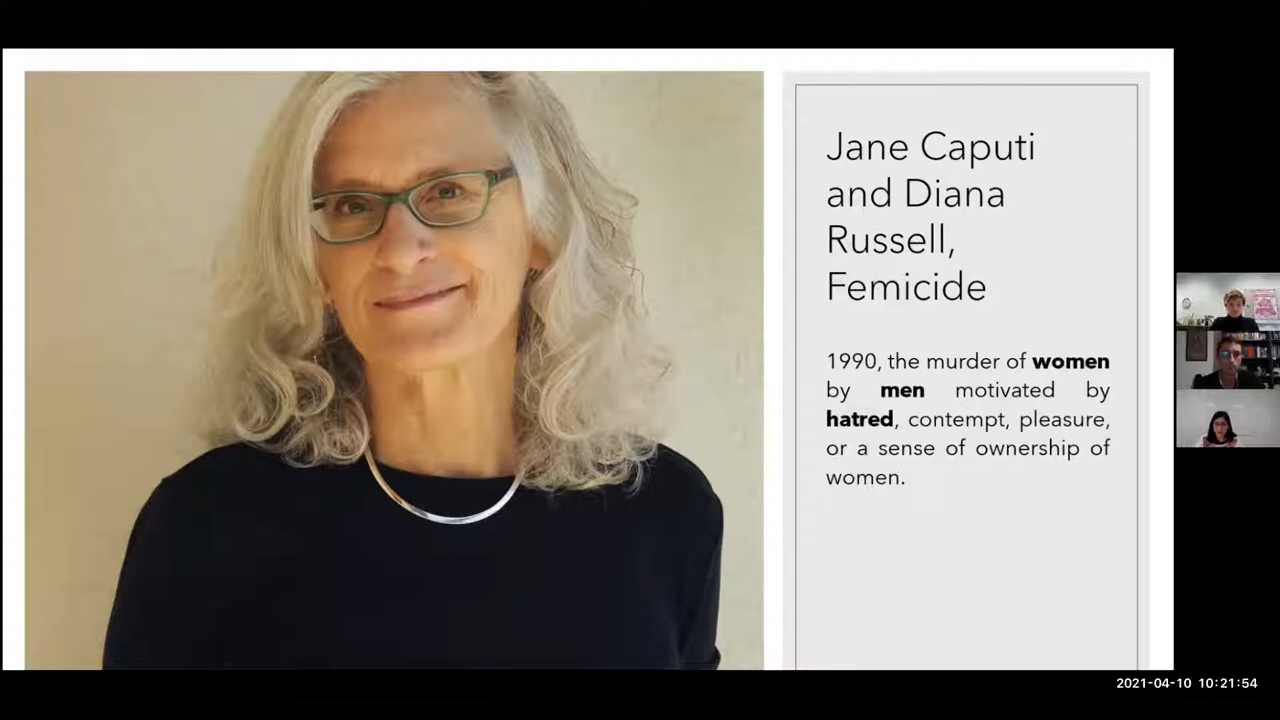 Jane Caputi
and Diana
Russell,
Femicide
1990, the murder of women
by men motivated by
hatred, contempt, pleasure,
or a sense of ownership of
women.
2021-04-10 10:21:54